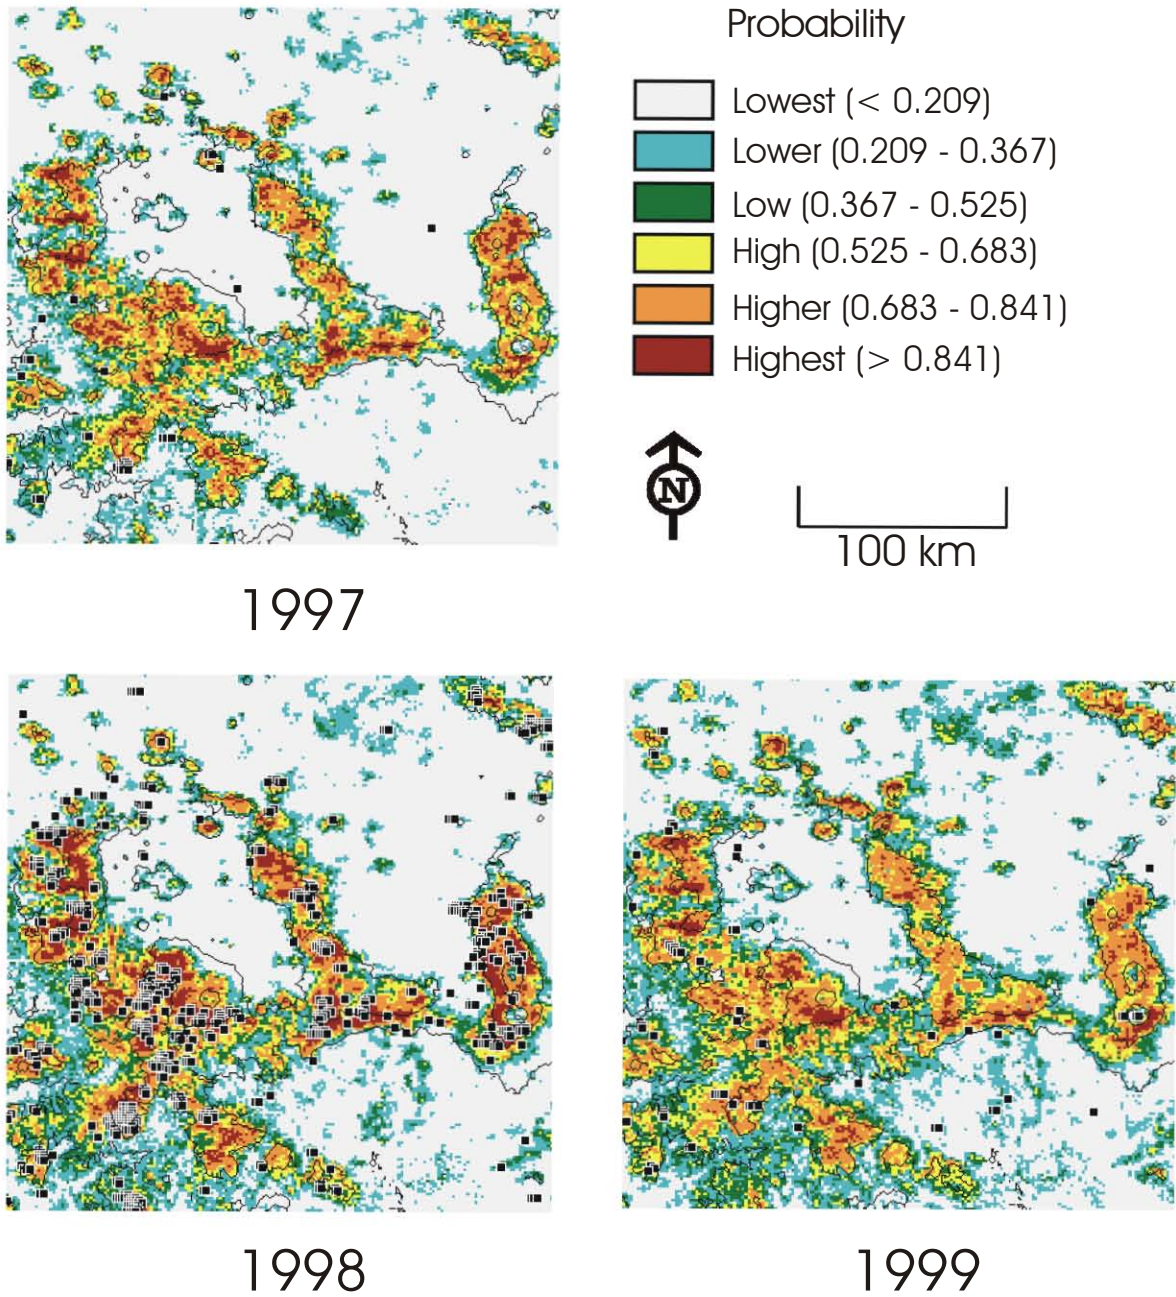 Probability
Lowest (< 0.209)
Lower (0.209 - 0.367)
Low (0.367 - 0.525)
High (0.525 - 0.683)
Higher (0.683 - 0.841)
Highest (> 0.841)
N
100 km
1997
1998
1999